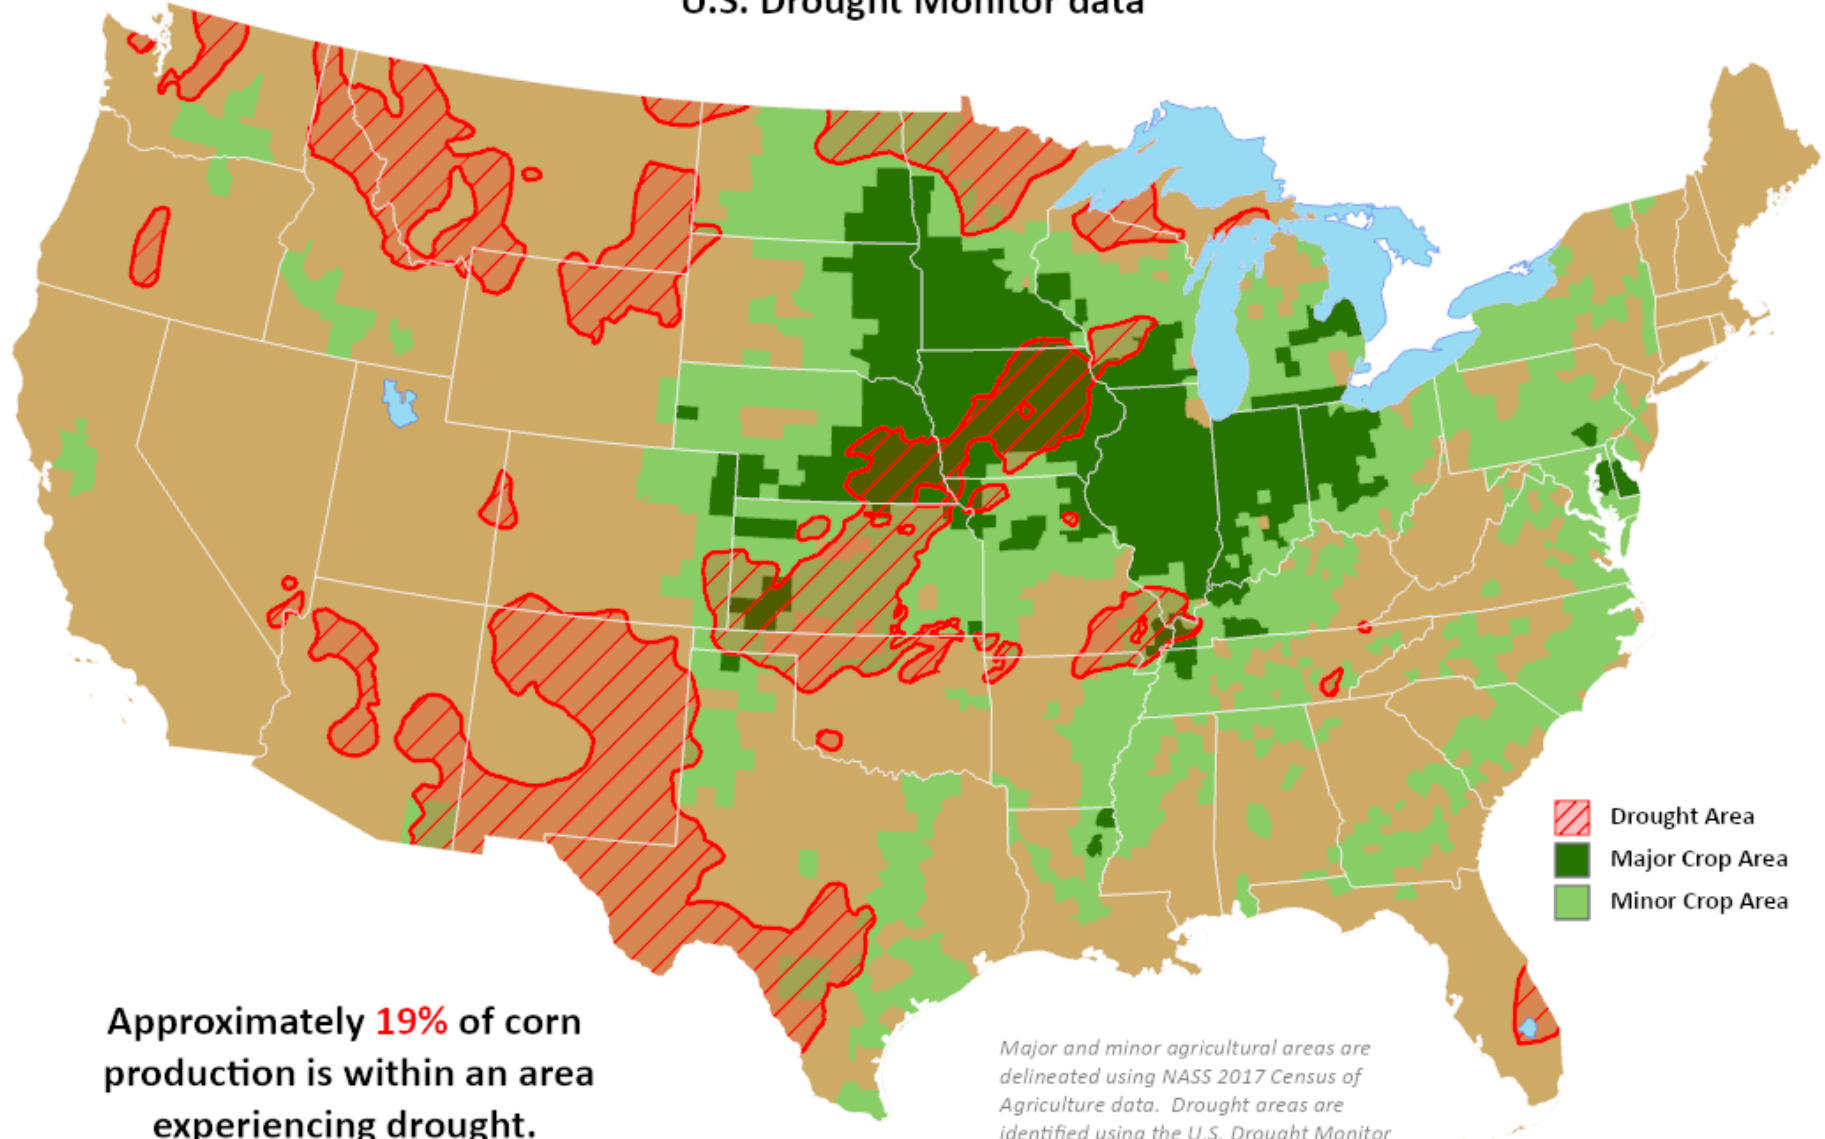 U.S. Drought Monitor data
Drought Area
Major Crop Area
Minor Crop Area
Approximately 19% of corn
production is within an area
experiencing drought.
Major and minor agricultural areas are
delineated using NASS 2017 Census of
Agriculture data. Drought areas are
identified using the U.S. Drought Monitor